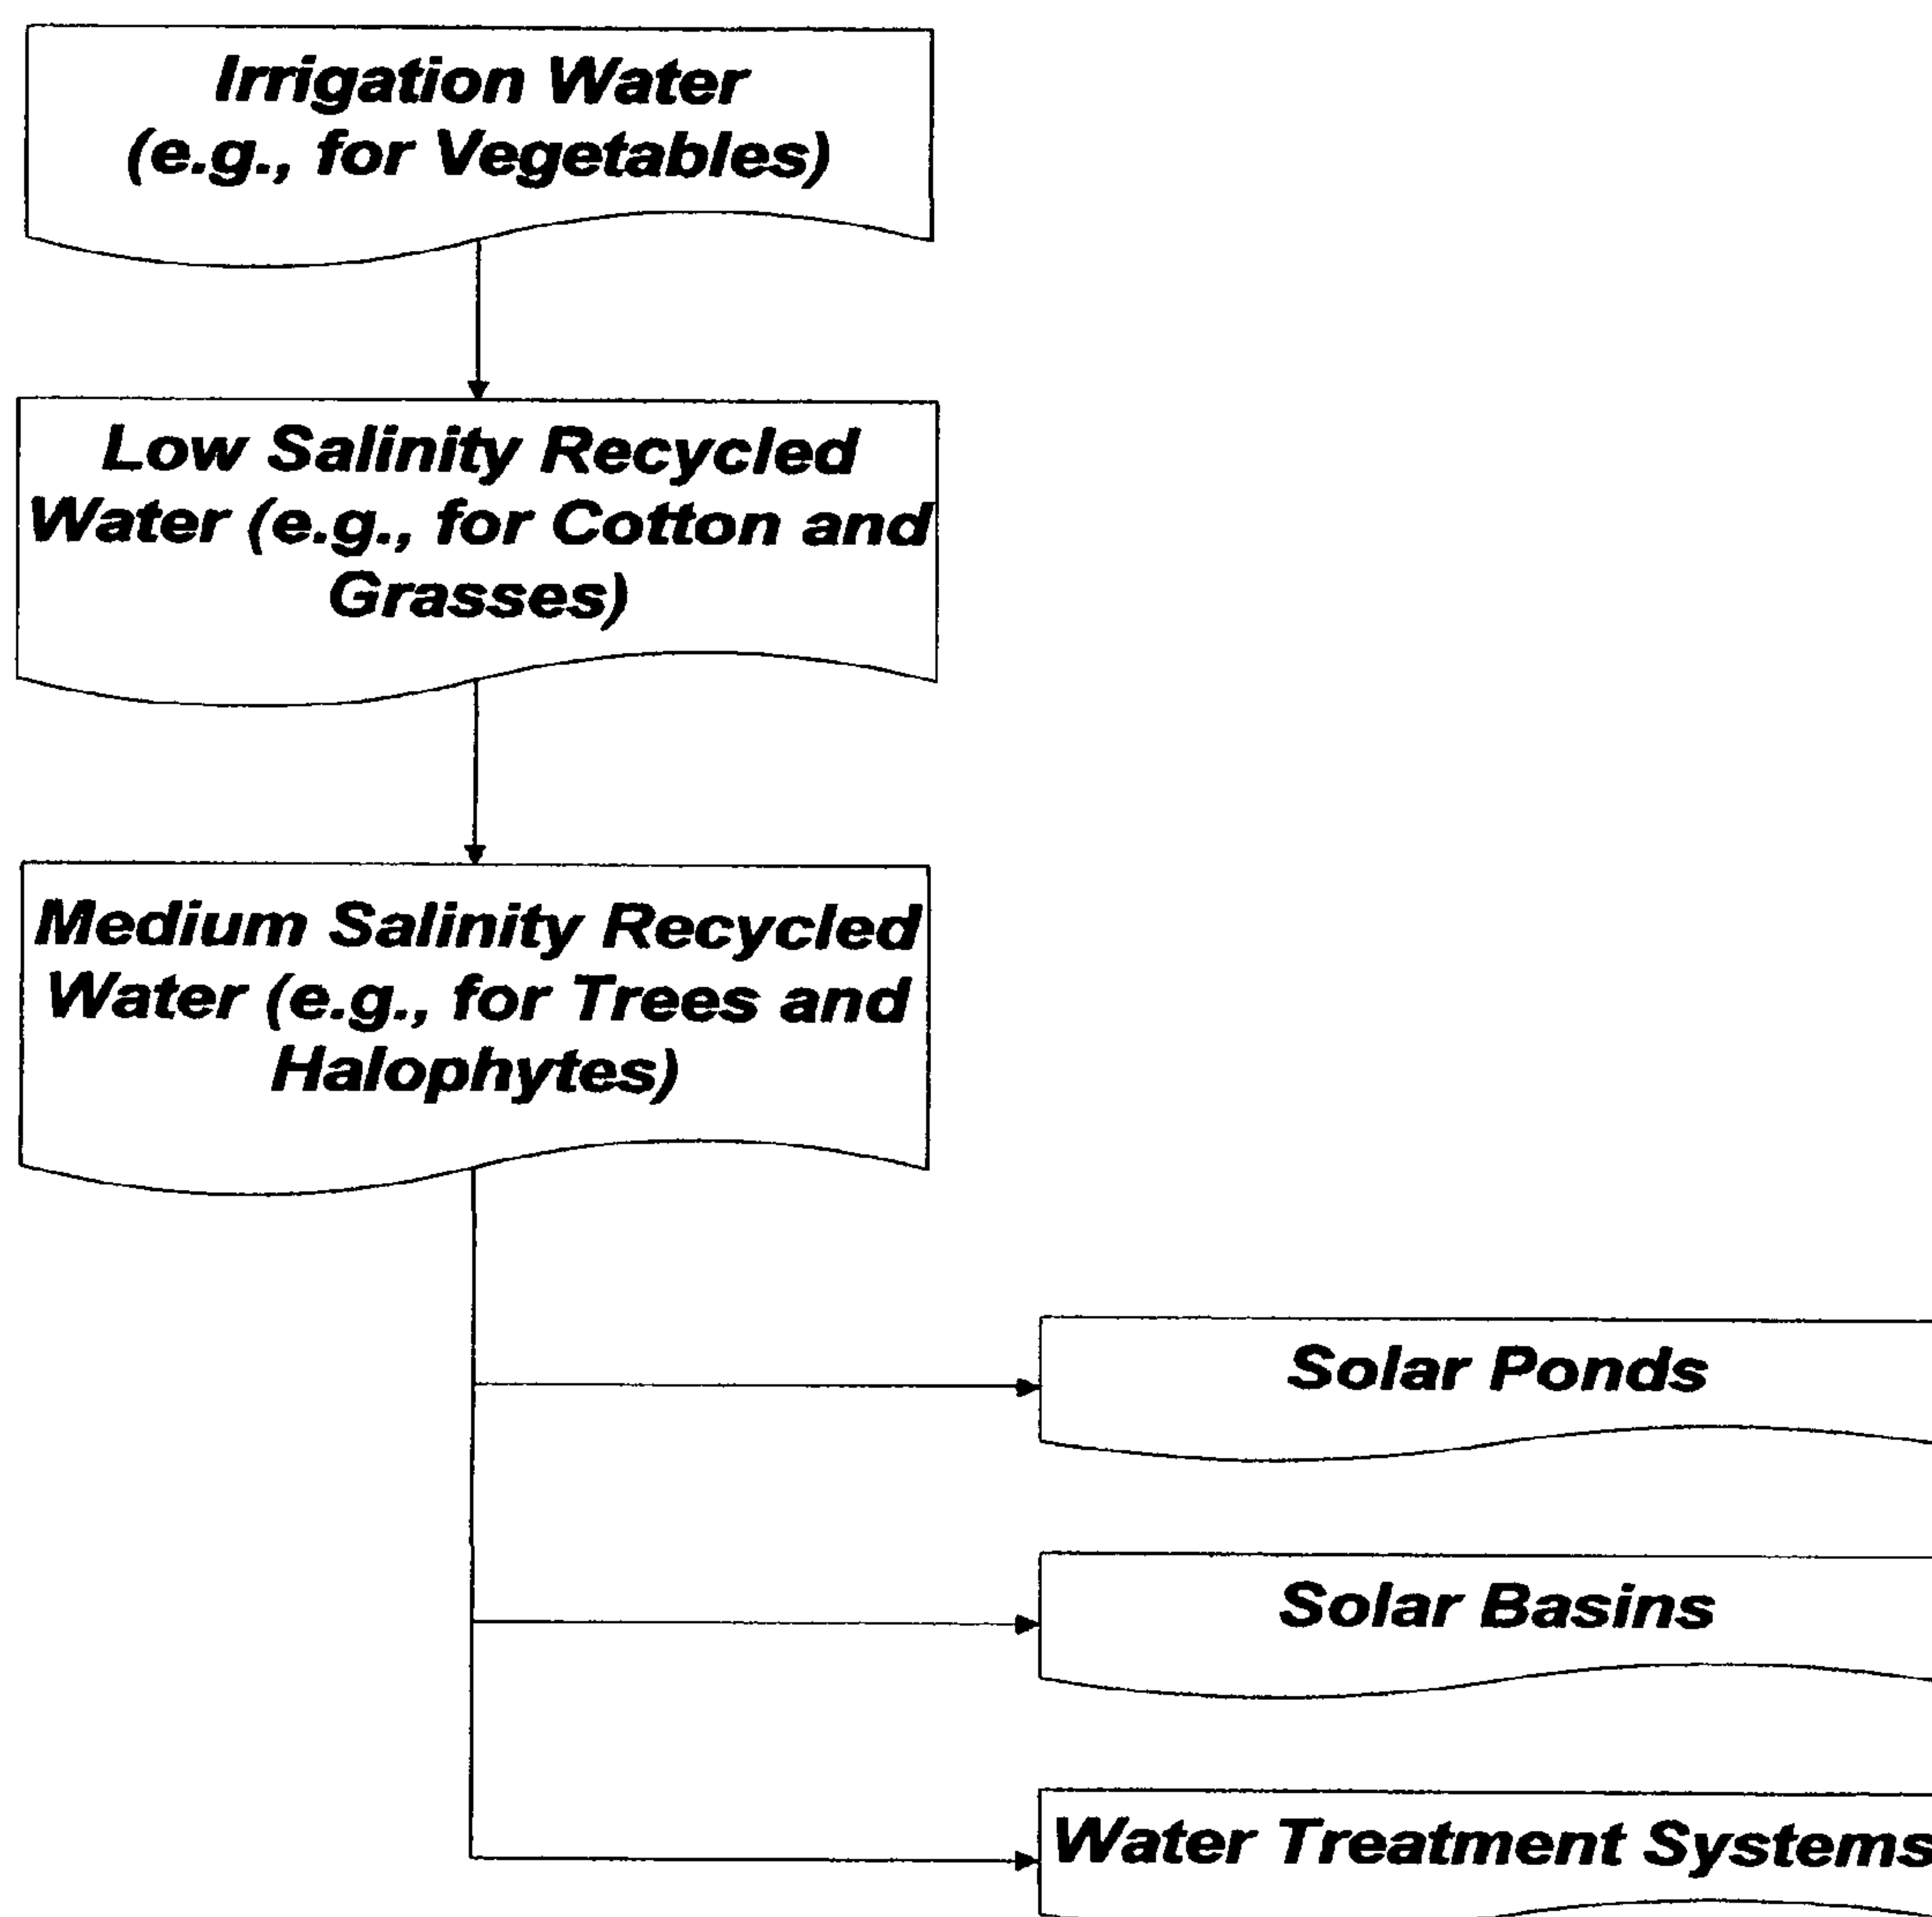 Irrigation Water
(e.g., for Vegetables)
Low Salinity Recycled
Water (e.g., for Cotton and
Grasses)
Medium Salinity Recycled
Water (e.g., for Trees and
Halophytes)
Solar Ponds
Solar Basins
Water Treatment Systems